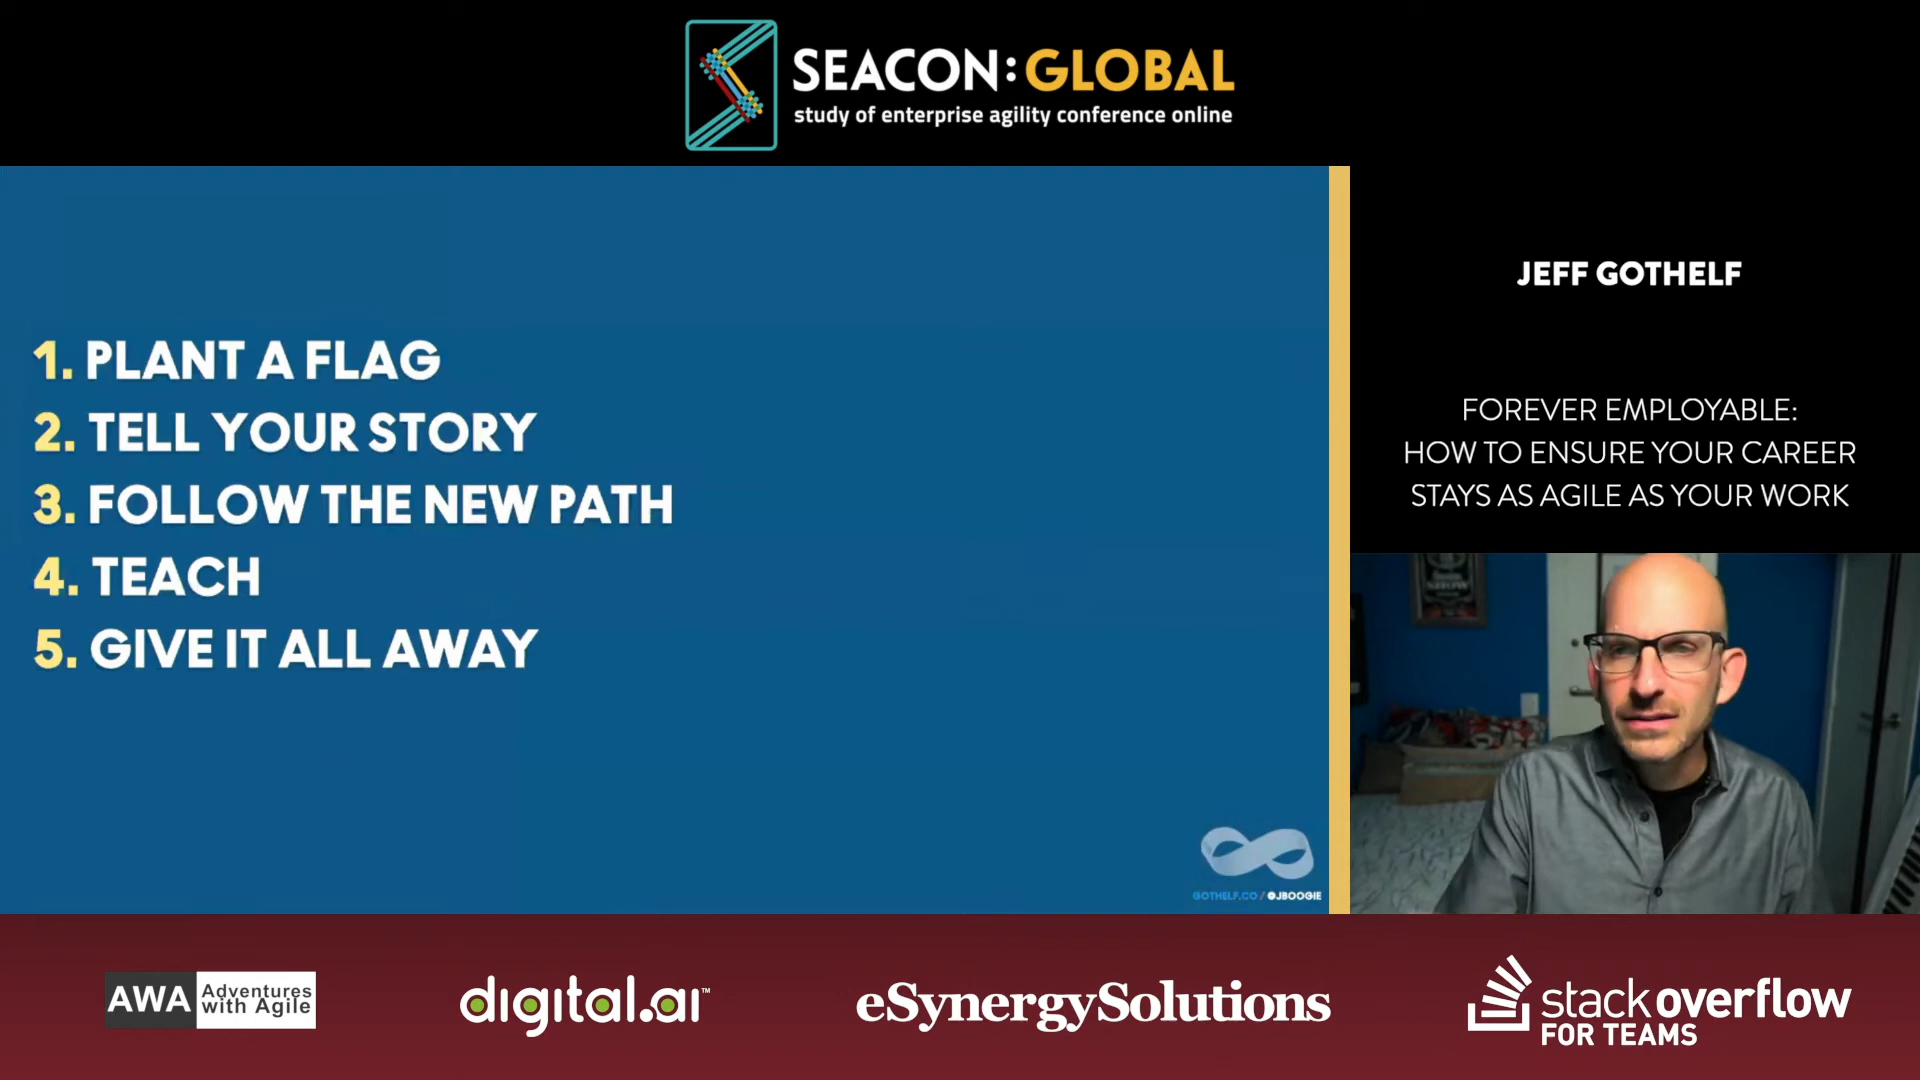 SEACON:GLOBAL
study of enterprise agility conference online
1. PLANT A FLAG
2. TELL YOUR STORY
3. FOLLOW THE NEW PATH
4. TEACH
5. GIVE IT ALL AWAY
GOTHELF.CO / @JBOOGIE
JEFF GOTHELF
FOREVER EMPLOYABLE:
HOW TO ENSURE YOUR CAREER
STAYS AS AGILE AS YOUR WORK
AWA Adventures
with Agile
digital.ai™
eSynergySolutions
stackoverflow
FOR TEAMS